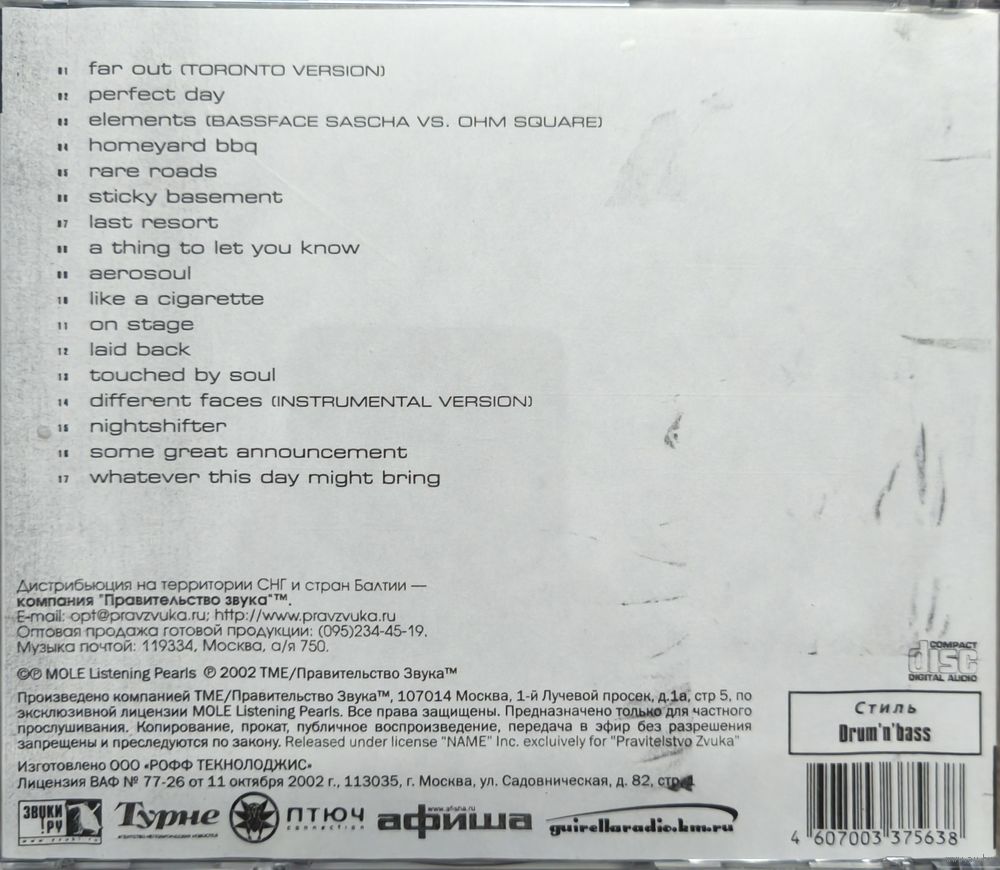 01 far out (TORONTO VERSION)
02 perfect day
03 elements (BASSFACE SASCHA VS. OHM SQUARE)
04 homeyard bbq
05 rare roads
06 sticky basement
07 last resort
08 a thing to let you know
09 aerosoul
10 like a cigarette
11 on stage
12 laid back
13 touched by soul
14 different faces (INSTRUMENTAL VERSION)
15 nightshifter
16 some great announcement
17 whatever this day might bring
Дистрибьюция на территории СНГ и стран Балтии —
компания "Правительство звука"™.
E-mail: opt@pravzvuka.ru; http://www.pravzvuka.ru
Оптовая продажа готовой продукции: (095)234-45-19.
Музыка почтой: 119334, Москва, а/я 750.
©℗ MOLE Listening Pearls ℗ 2002 TME/Правительство Звука™
Произведено компанией TME/Правительство Звука™, 107014 Москва, 1-й Лучевой просек, д.1а, стр 5, по
эксклюзивной лицензии MOLE Listening Pearls. Все права защищены. Предназначено только для частного
прослушивания. Копирование, прокат, публичное воспроизведение, передача в эфир без разрешения
запрещены и преследуются по закону. Released under license "NAME" Inc. excluively for "Pravitelstvo Zvuka"
Изготовлено ООО «РОФФ ТЕКНОЛОДЖИС»
Лицензия ВАФ № 77-26 от 11 октября 2002 г., 113035, г. Москва, ул. Садовническая, д. 82, стр.
COMPACT
disc
DIGITAL AUDIO
Стиль
Drum'n'bass
ЗВУКИ
.РУ
Турне
ПТЮЧ
connection
www.afisha.ru
афиша
guirellaradio.km.ru
4 607003 375638